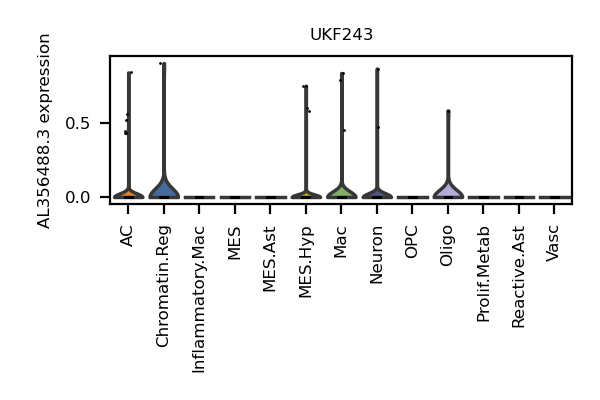 UKF243
AL356488.3 expression
0.5
0.0
AC
Chromatin.Reg
Inflammatory.Mac
MES
MES.Ast
MES.Hyp
Mac
Neuron
OPC
Oligo
Prolif.Metab
Reactive.Ast
Vasc